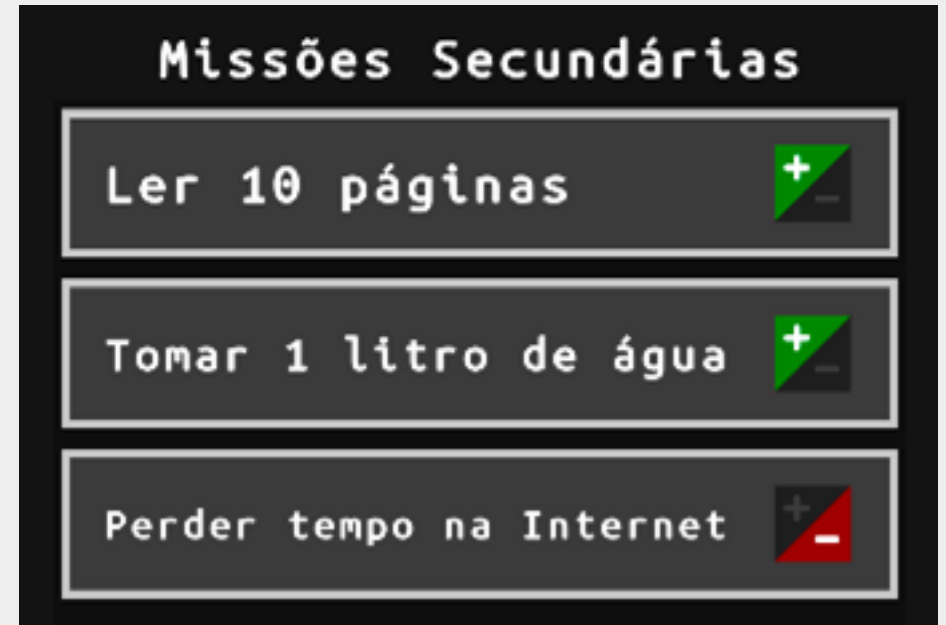 Missões Secundárias
Ler 10 páginas
+
-
Tomar 1 litro de água
+
-
Perder tempo na Internet
+
-